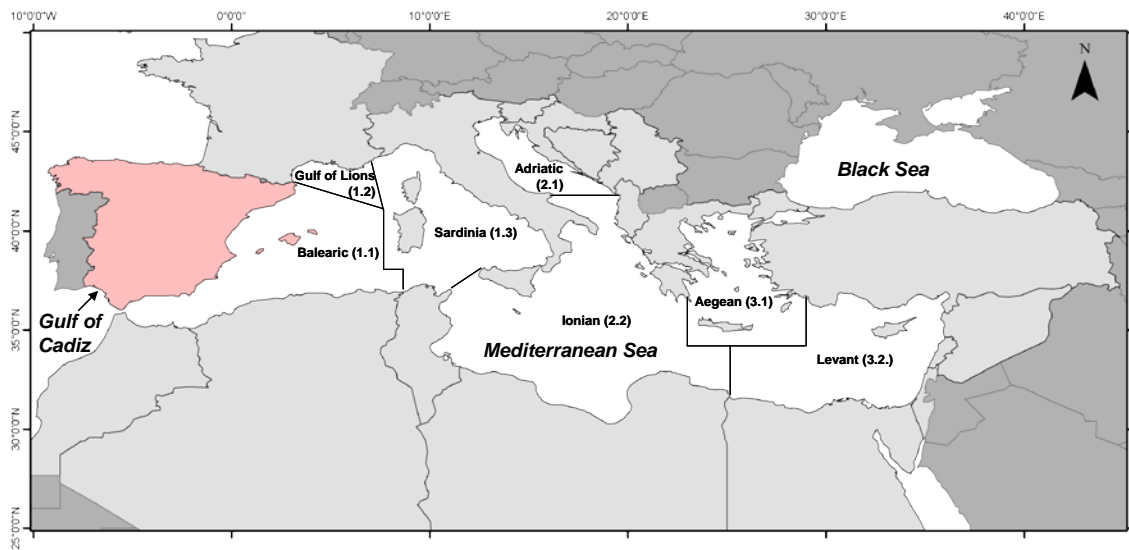 10°0'0"W 0°0'0" 10°0'0"E 20°0'0"E 30°0'0"E 40°0'0"E
N
45°0'0"N
Black Sea
Gulf of Lions
(1.2)
Adriatic
(2.1)
40°0'0"N
Sardinia (1.3)
Balearic (1.1)
Aegean (3.1)
Gulf of
Cadiz
35°0'0"N
Ionian (2.2)
Mediterranean Sea
Levant (3.2.)
30°0'0"N
25°0'0"N